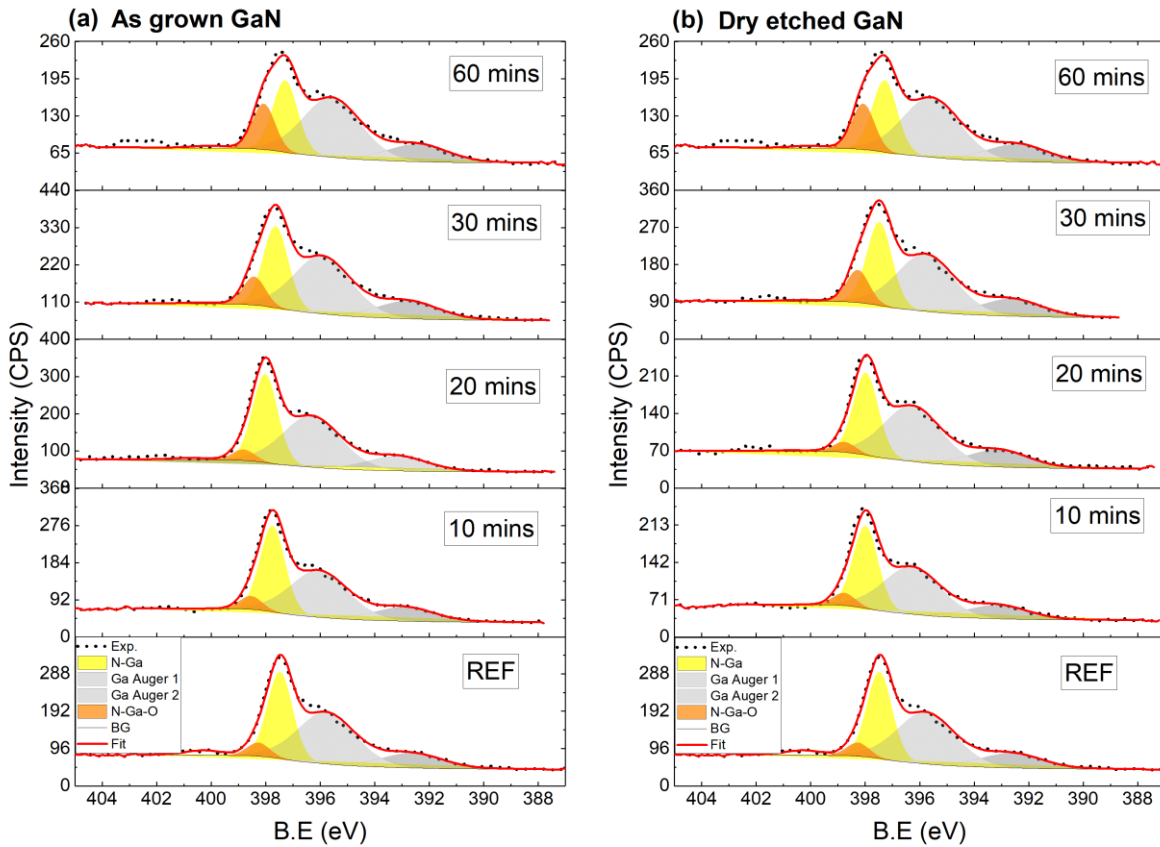 (a) As grown GaN
260
195
130
65
60 mins
440
330
220
110
30 mins
400
300
300
100
20 mins
0
368
276
184
92
0
10 mins
Exp.
N-Ga
Ga Auger 1
Ga Auger 2
N-Ga-O
BG
Fit
REF
288
192
96
0
404 402 400 398 396 394 392 390 388
B.E (eV)
Intensity (CPS)
(b) Dry etched GaN
260
195
130
65
60 mins
360
270
180
90
0
30 mins
210
140
70
0
20 mins
213
142
71
0
10 mins
Exp.
N-Ga
Ga Auger 1
Ga Auger 2
N-Ga-O
BG
Fit
REF
288
192
96
0
404 402 400 398 396 394 392 390 388
B.E (eV)
Intensity (CPS)